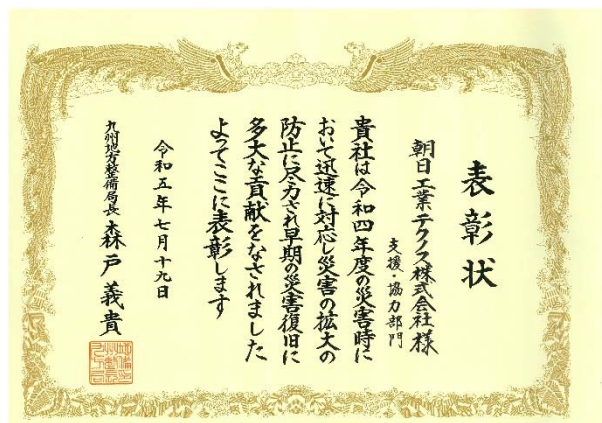 表彰状
朝日工業テクノス株式会社様
支援・協力部門
貴社は令和四年度の災害時に
おいて迅速に対応し災害の拡大の
防止に尽力され早期の災害復旧に
多大な貢献をなされました
よってここに表彰します
令和五年七月十九日
九州地方整備局長 森戸義貴